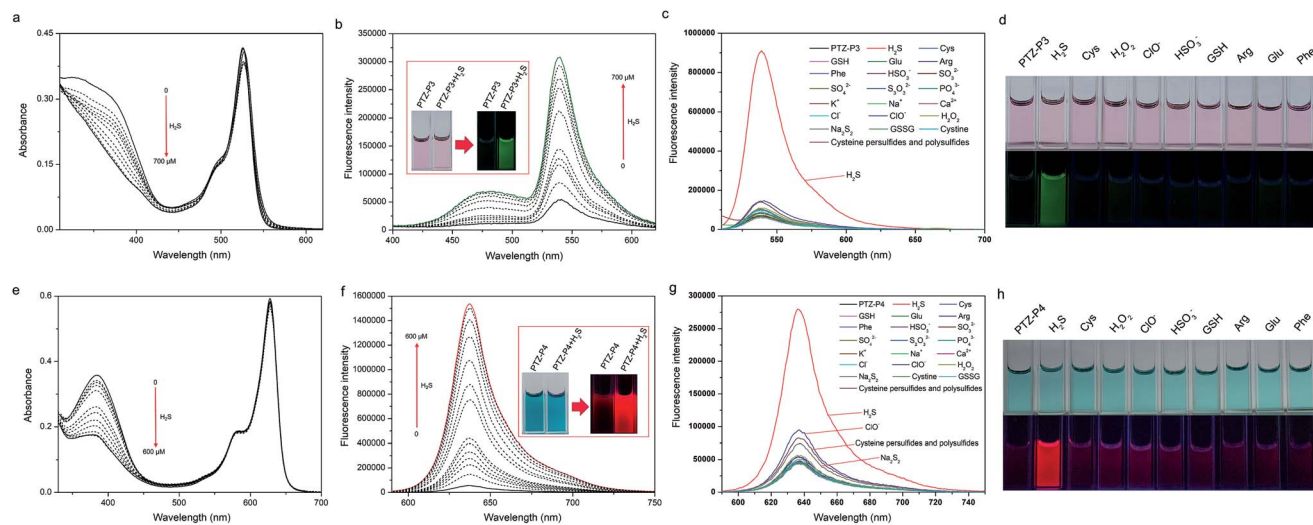 a
0.45
0.30
0.15
0.00
Absorbance
0
H₂S
700 µM
400
500
600
Wavelength (nm)
b
350000
300000
250000
200000
150000
100000
50000
0
Fluorescence intensity
PTZ-P3
PTZ-P3+H₂S
PTZ-P3
PTZ-P3+H₂S
700 µM
H₂S
0
400
450
500
550
600
Wavelength (nm)
c
1000000
800000
600000
400000
200000
0
Fluorescence intensity
PTZ-P3 H₂S Cys
GSH Glu Arg
Phe HSO₃⁻ SO₃²⁻
SO₄²⁻ S₂O₃²⁻ PO₄³⁻
K⁺ Na⁺ Ca²⁺
Cl⁻ ClO⁻ H₂O₂
Na₂S₂ GSSG Cystine
Cysteine persulfides and polysulfides
H₂S
550
600
650
700
Wavelength (nm)
d
PTZ-P3
H₂S
Cys
H₂O₂
ClO⁻
HSO₃⁻
GSH
Arg
Glu
Phe
e
0.6
0.4
0.2
0.0
Absorbance
0
H₂S
600 µM
400
500
600
700
Wavelength (nm)
f
1600000
1400000
1200000
1000000
800000
600000
400000
200000
0
Fluorescence intensity
600 µM
H₂S
0
PTZ-P4
PTZ-P4+H₂S
PTZ-P4
PTZ-P4+H₂S
600
650
700
750
Wavelength (nm)
g
300000
250000
200000
150000
100000
50000
0
Fluorescence intensity
PTZ-P4 H₂S Cys
GSH Glu Arg
Phe HSO₃⁻ SO₃²⁻
K⁺ Na⁺ Ca²⁺
Cl⁻ ClO⁻ H₂O₂
Na₂S₂ Cystine GSSG
Cysteine persulfides and polysulfides
H₂S
ClO⁻
Cysteine persulfides and polysulfides
Na₂S₂
600
620
640
660
680
700
720
740
Wavelength (nm)
h
PTZ-P4
H₂S
Cys
H₂O₂
ClO⁻
HSO₃⁻
GSH
Arg
Glu
Phe